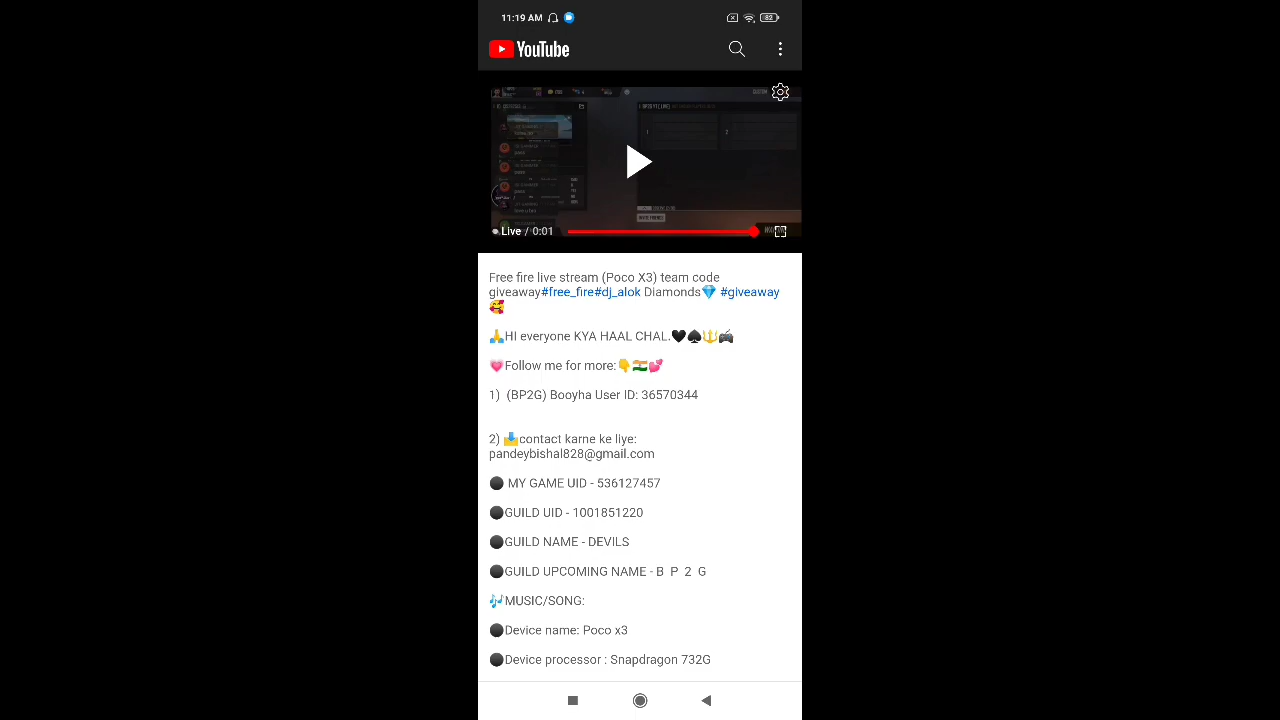 11:19 AM
82
YouTube
Live / 0:01
Free fire live stream (Poco X3) team code
giveaway#free_fire#dj_alok Diamonds💎 #giveaway
🥰
🙏HI everyone KYA HAAL CHAL.🖤♠️🔱🎮
💗Follow me for more:👇🇮🇳💕
1)  (BP2G) Booyha User ID: 36570344
2) 📥contact karne ke liye:
pandeybishal828@gmail.com
⚫ MY GAME UID - 536127457
⚫GUILD UID - 1001851220
⚫GUILD NAME - DEVILS
⚫GUILD UPCOMING NAME - B  P  2  G
🎶MUSIC/SONG:
⚫Device name: Poco x3
⚫Device processor : Snapdragon 732G